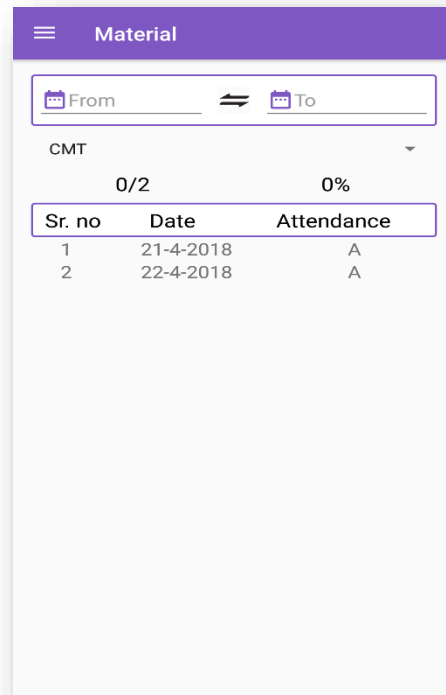 Material
From To
CMT
0/2 0%
Sr. no Date Attendance
1 21-4-2018 A
2 22-4-2018 A